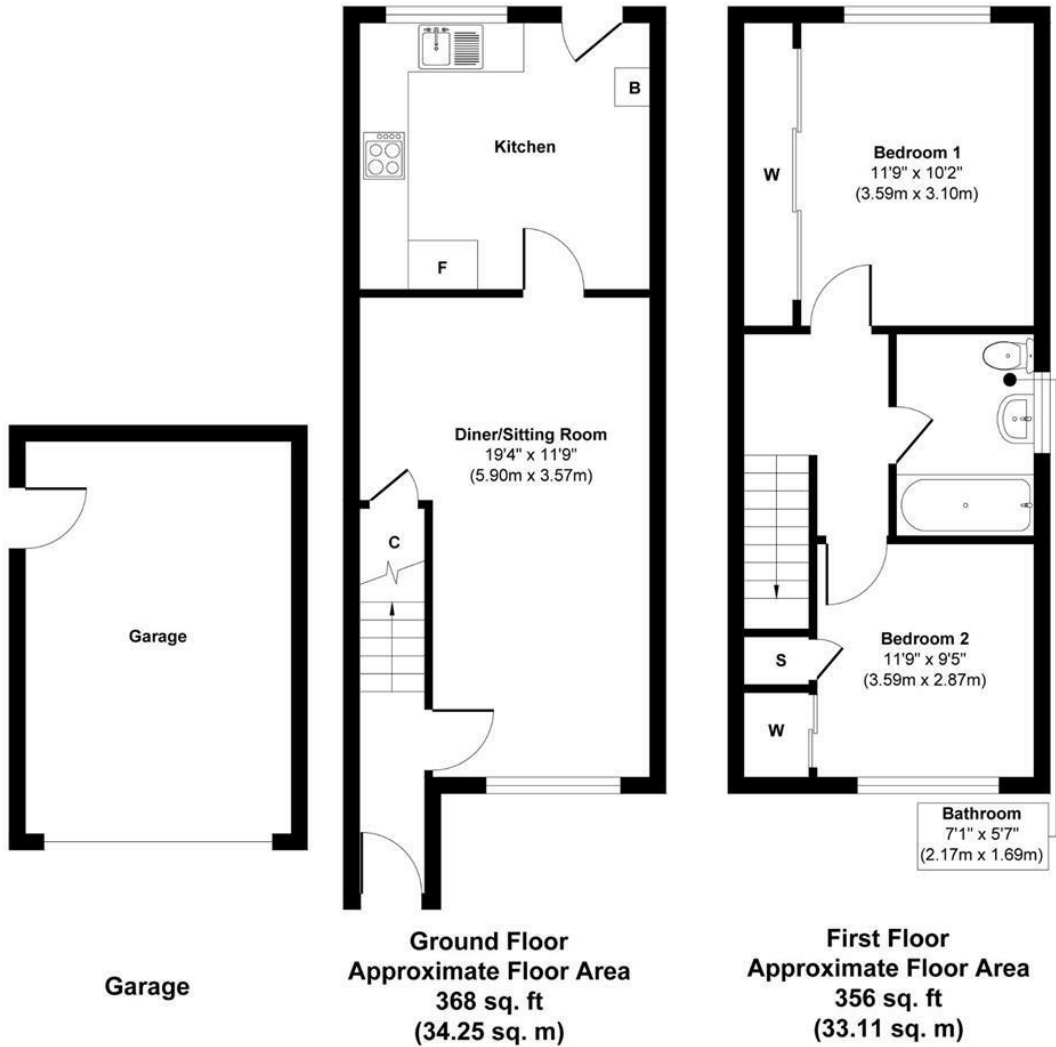 B
Kitchen
F
Diner/Sitting Room
19'4" x 11'9"
(5.90m x 3.57m)
C
Garage
Garage
Ground Floor
Approximate Floor Area
368 sq. ft
(34.25 sq. m)
W
Bedroom 1
11'9" x 10'2"
(3.59m x 3.10m)
Bedroom 2
11'9" x 9'5"
(3.59m x 2.87m)
S
W
Bathroom
7'1" x 5'7"
(2.17m x 1.69m)
First Floor
Approximate Floor Area
356 sq. ft
(33.11 sq. m)